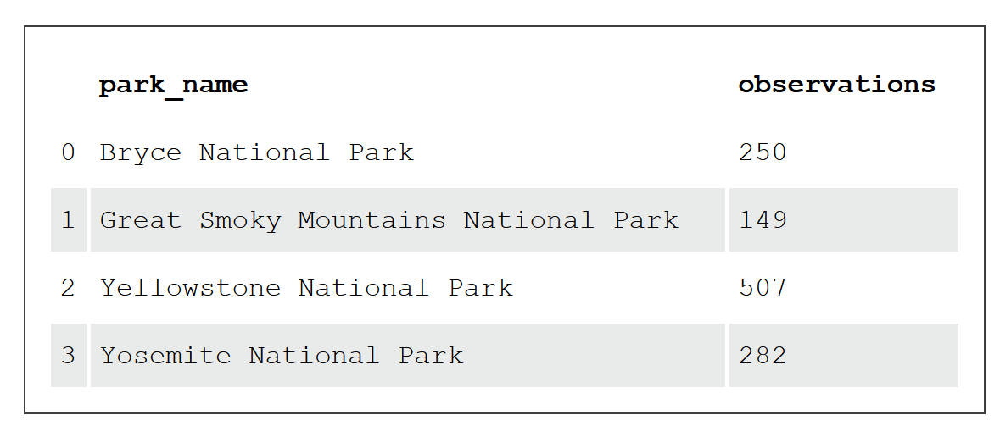 park_name observations
0 Bryce National Park 250
1 Great Smoky Mountains National Park 149
2 Yellowstone National Park 507
3 Yosemite National Park 282